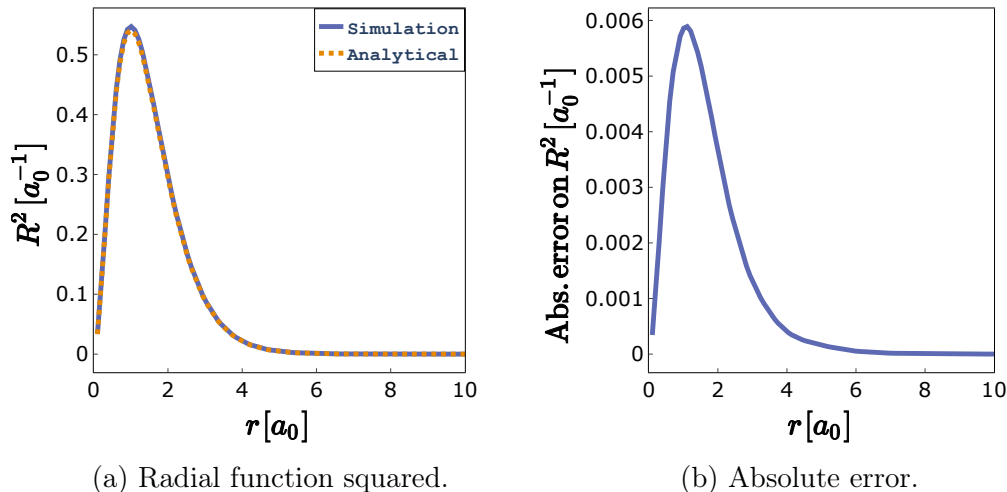 Simulation
Analytical
R² [a₀⁻¹]
0.5
0.4
0.3
0.2
0.1
0
0 2 4 6 8 10
r [a₀]
(a) Radial function squared.
Abs. error on R² [a₀⁻¹]
0.006
0.005
0.004
0.003
0.002
0.001
0
0 2 4 6 8 10
r [a₀]
(b) Absolute error.